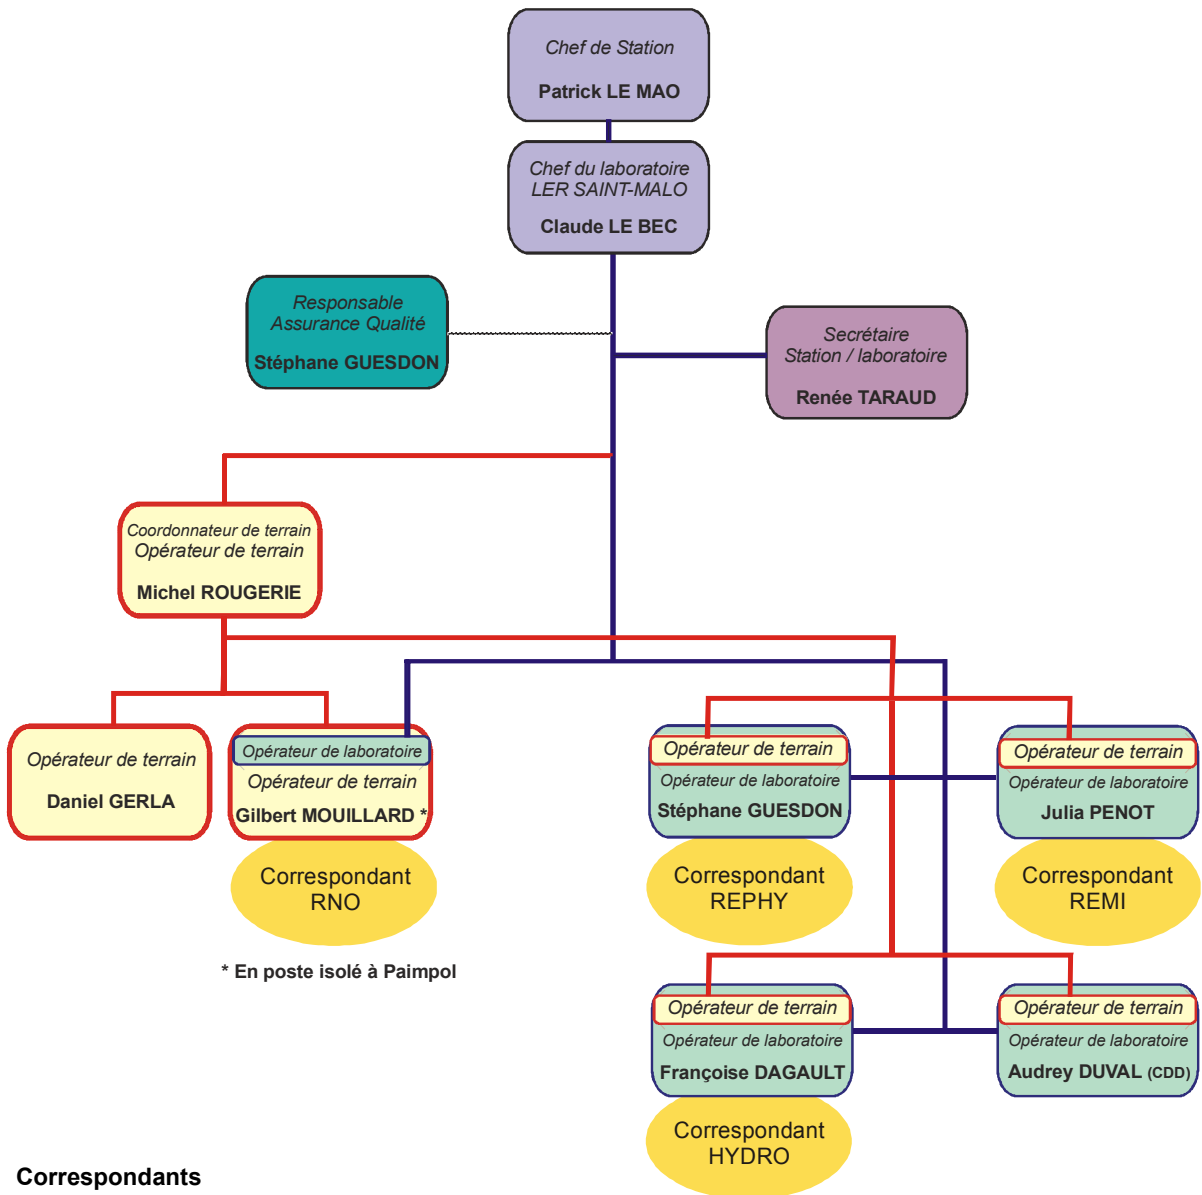 Chef de Station
Patrick LE MAO
Chef du laboratoire
LER SAINT-MALO
Claude LE BEC
Responsable
Assurance Qualité
Stéphane GUESDON
Secrétaire
Station / laboratoire
Renée TARAUD
Coordonnateur de terrain
Opérateur de terrain
Michel ROUGERIE
Opérateur de terrain
Daniel GERLA
Opérateur de laboratoire
Opérateur de terrain
Gilbert MOUILLARD *
Correspondant
RNO
* En poste isolé à Paimpol
Opérateur de terrain
Opérateur de laboratoire
Stéphane GUESDON
Correspondant
REPHY
Opérateur de terrain
Opérateur de laboratoire
Julia PENOT
Correspondant
REMI
Opérateur de terrain
Opérateur de laboratoire
Françoise DAGAULT
Correspondant
HYDRO
Opérateur de terrain
Opérateur de laboratoire
Audrey DUVAL (CDD)
Correspondants